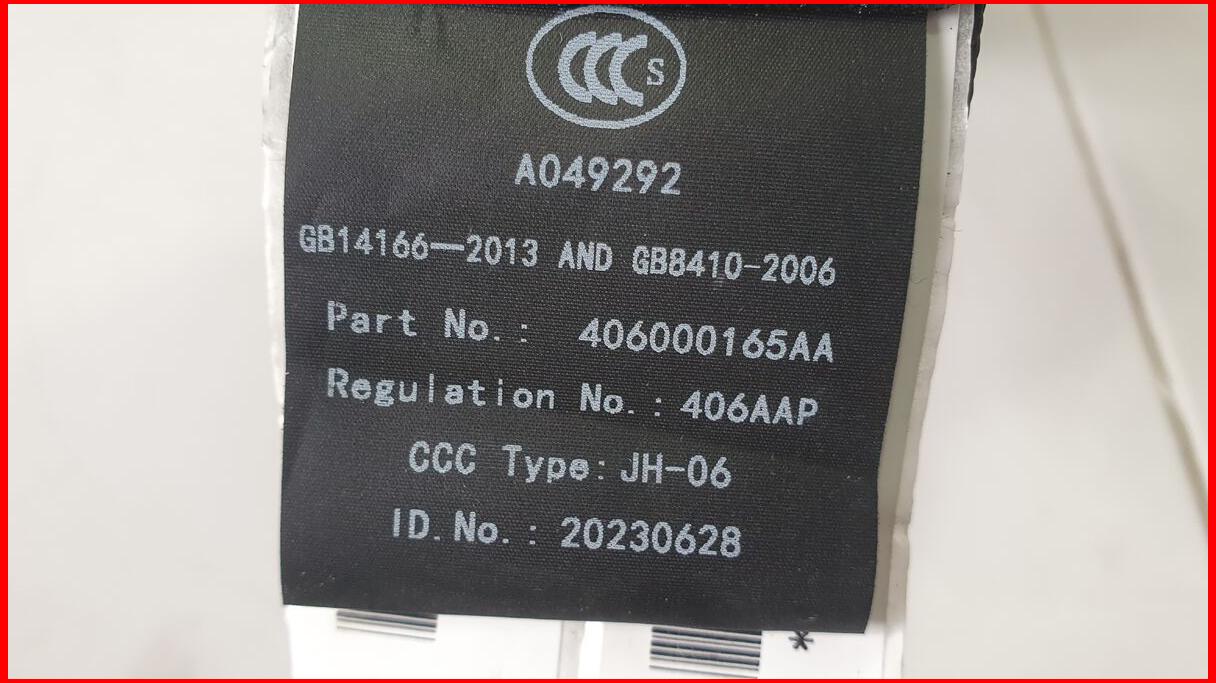 CCC S
A049292
GB14166—2013 AND GB8410-2006
Part No.: 406000165AA
Regulation No.: 406AAP
CCC Type: JH-06
ID.No.: 20230628
*